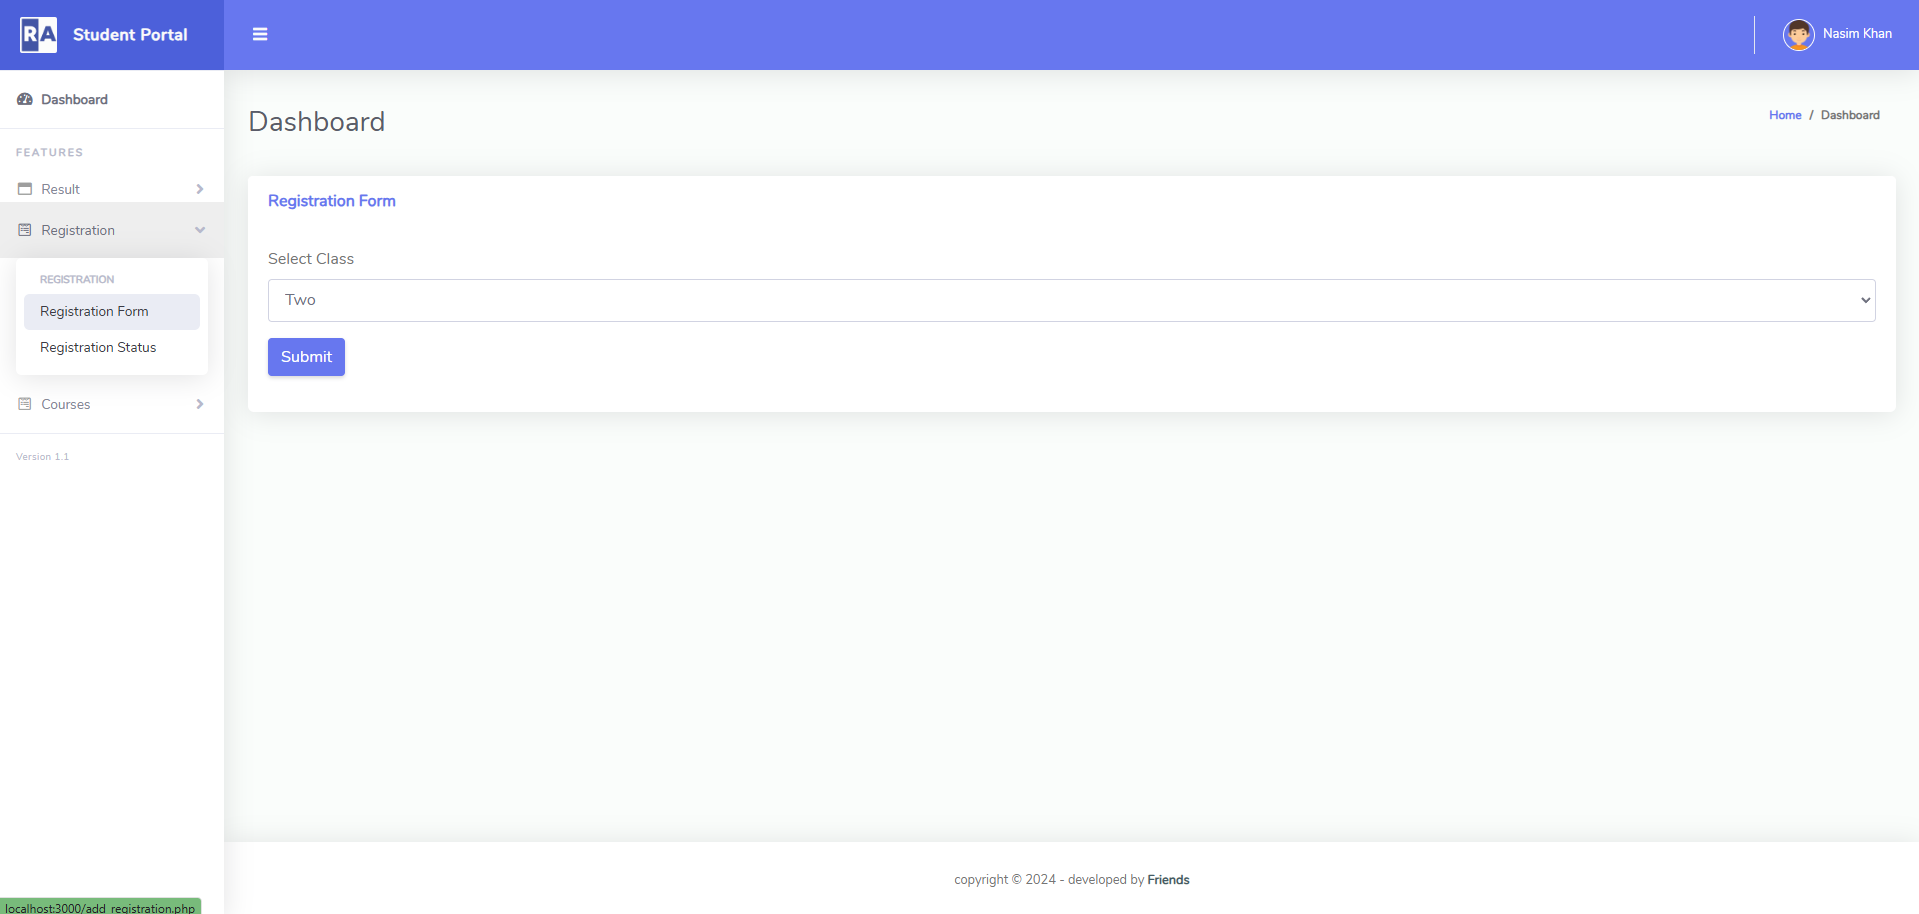 RA Student Portal
Nasim Khan
Dashboard
FEATURES
Result
Registration
REGISTRATION
Registration Form
Registration Status
Courses
Version 1.1
Dashboard
Home / Dashboard
Registration Form
Select Class
Two
Submit
copyright © 2024 - developed by Friends
localhost:3000/add_registration.php